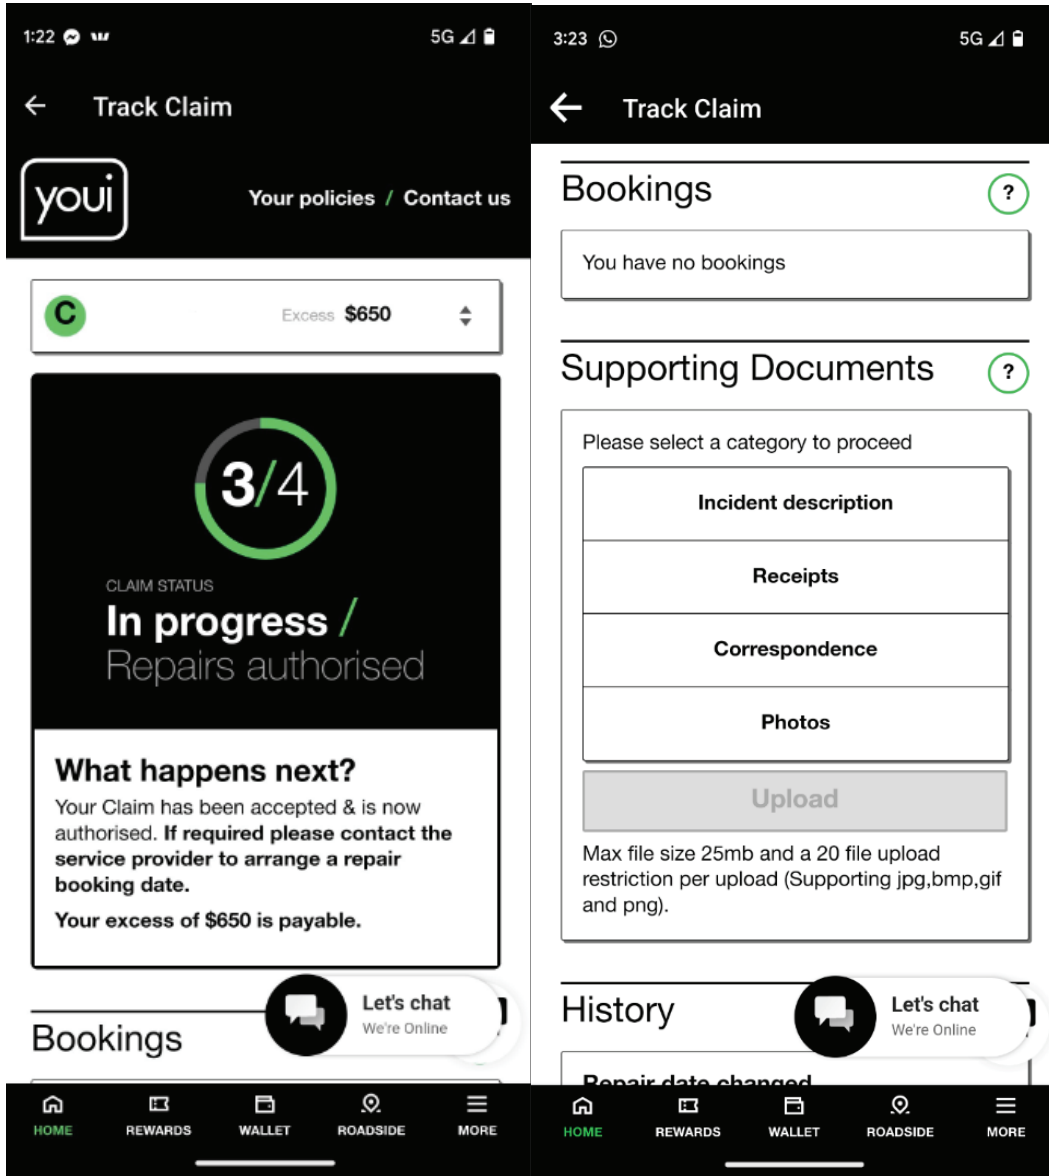 1:22
5G
Track Claim
youi
Your policies / Contact us
C
Excess $650
3/4
CLAIM STATUS
In progress /
Repairs authorised
What happens next?
Your Claim has been accepted & is now
authorised. If required please contact the
service provider to arrange a repair
booking date.
Your excess of $650 is payable.
Let's chat
We're Online
Bookings
HOME
REWARDS
WALLET
ROADSIDE
MORE
3:23
5G
Track Claim
Bookings
?
You have no bookings
Supporting Documents
?
Please select a category to proceed
Incident description
Receipts
Correspondence
Photos
Upload
Max file size 25mb and a 20 file upload
restriction per upload (Supporting jpg,bmp,gif
and png).
History
Let's chat
We're Online
Repair date changed
HOME
REWARDS
WALLET
ROADSIDE
MORE